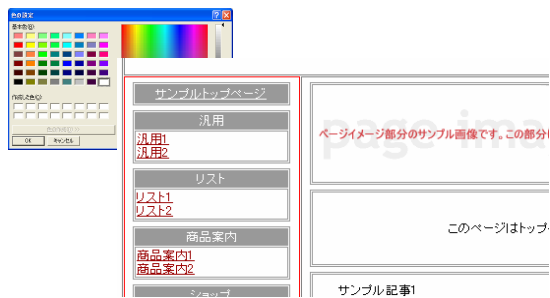 色の設定
基本色(B):
作成した色(C):
OK
キャンセル
サンプルトップページ
汎用
汎用1
汎用2
リスト
リスト1
リスト2
商品案内
商品案内1
商品案内2
ショップ
page ima
ページイメージ部分のサンプル画像です。この部分
このページはトップ
サンプル記事1